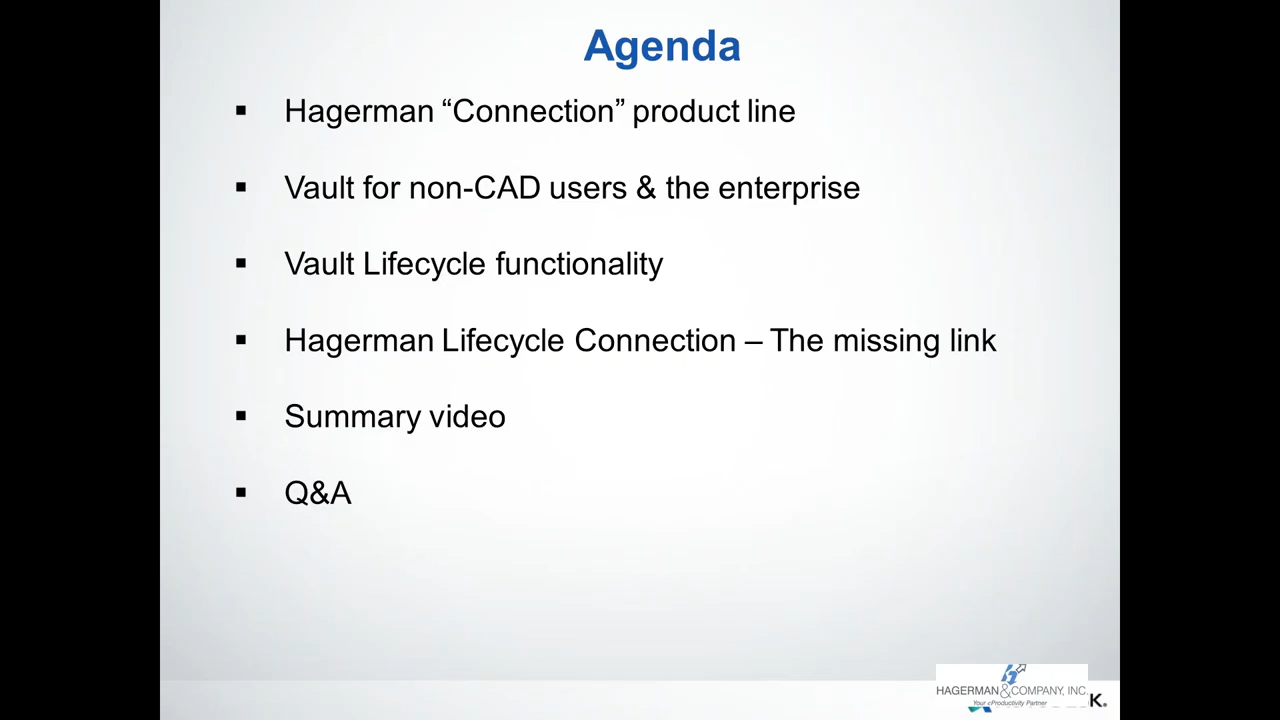 Agenda
Hagerman “Connection” product line
Vault for non-CAD users & the enterprise
Vault Lifecycle functionality
Hagerman Lifecycle Connection – The missing link
Summary video
Q&A
HAGERMAN & COMPANY, INC
Your eProductivity Partner
K.